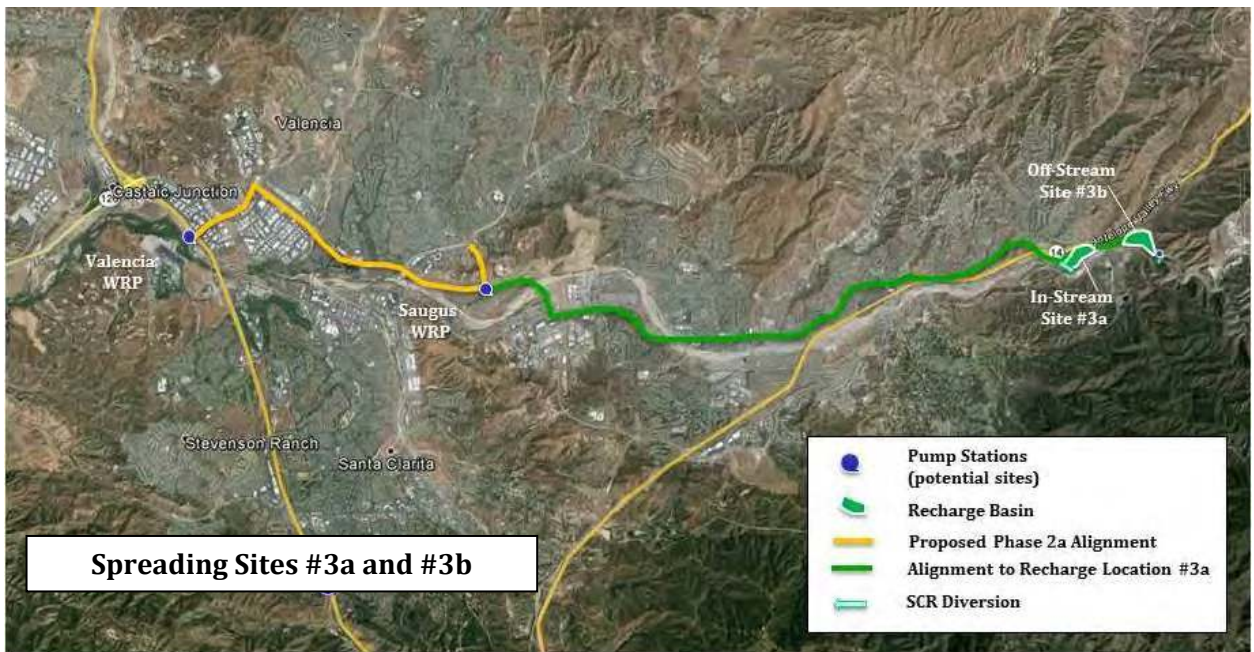 Valencia
Castaic Junction
Off-Stream
Site #3b
14
Valencia
WRP
Saugus
WRP
In-Stream
Site #3a
Stevenson Ranch
Santa Clarita
Spreading Sites #3a and #3b
Pump Stations
(potential sites)
Recharge Basin
Proposed Phase 2a Alignment
Alignment to Recharge Location #3a
SCR Diversion